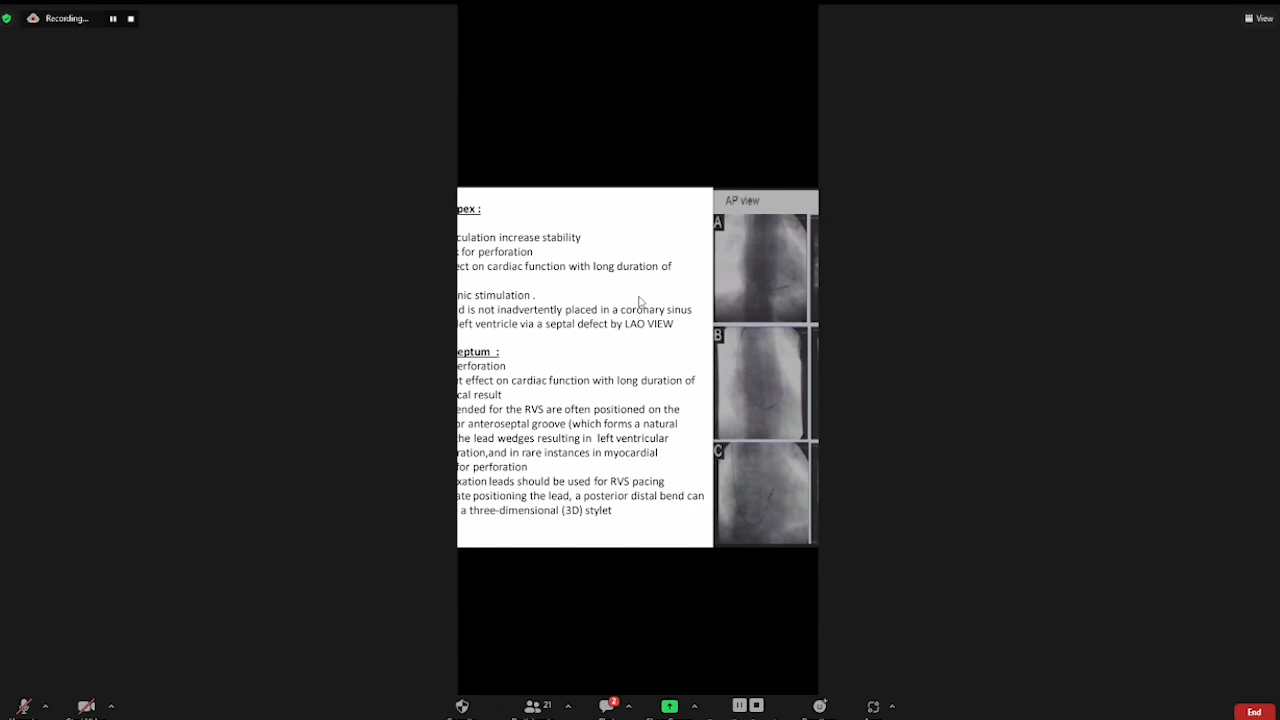 Recording...
View
pex :
culation increase stability
for perforation
ect on cardiac function with long duration of
nic stimulation .
d is not inadvertently placed in a coronary sinus
left ventricle via a septal defect by LAO VIEW
eptum :
erforation
t effect on cardiac function with long duration of
cal result
ended for the RVS are often positioned on the
or anteroseptal groove (which forms a natural
the lead wedges resulting in left ventricular
ration,and in rare instances in myocardial
for perforation
xation leads should be used for RVS pacing
ate positioning the lead, a posterior distal bend can
a three-dimensional (3D) stylet
AP view
A
B
C
21
2
End